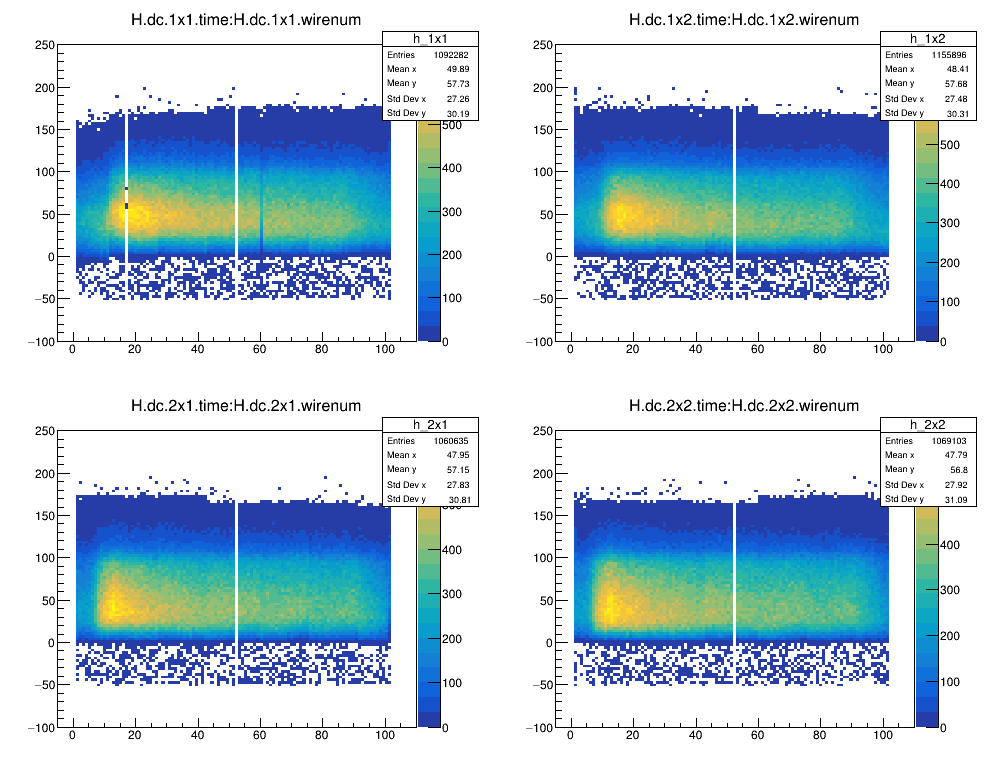 H.dc.1x1.time:H.dc.1x1.wirenum
h_1x1
Entries 1092282
Mean x 49.89
Mean y 57.73
Std Dev x 27.26
Std Dev y 30.19
250
200
150
100
50
0
−50
−100
0 20 40 60 80 100
500
400
300
200
100
0
H.dc.1x2.time:H.dc.1x2.wirenum
h_1x2
Entries 1155896
Mean x 48.41
Mean y 57.68
Std Dev x 27.48
Std Dev y 30.31
250
200
150
100
50
0
−50
−100
0 20 40 60 80 100
500
400
300
200
100
0
H.dc.2x1.time:H.dc.2x1.wirenum
h_2x1
Entries 1060635
Mean x 47.95
Mean y 57.15
Std Dev x 27.83
Std Dev y 30.81
250
200
150
100
50
0
−50
−100
0 20 40 60 80 100
400
300
200
100
0
H.dc.2x2.time:H.dc.2x2.wirenum
h_2x2
Entries 1069103
Mean x 47.79
Mean y 56.8
Std Dev x 27.92
Std Dev y 31.09
250
200
150
100
50
0
−50
−100
0 20 40 60 80 100
400
300
200
100
0